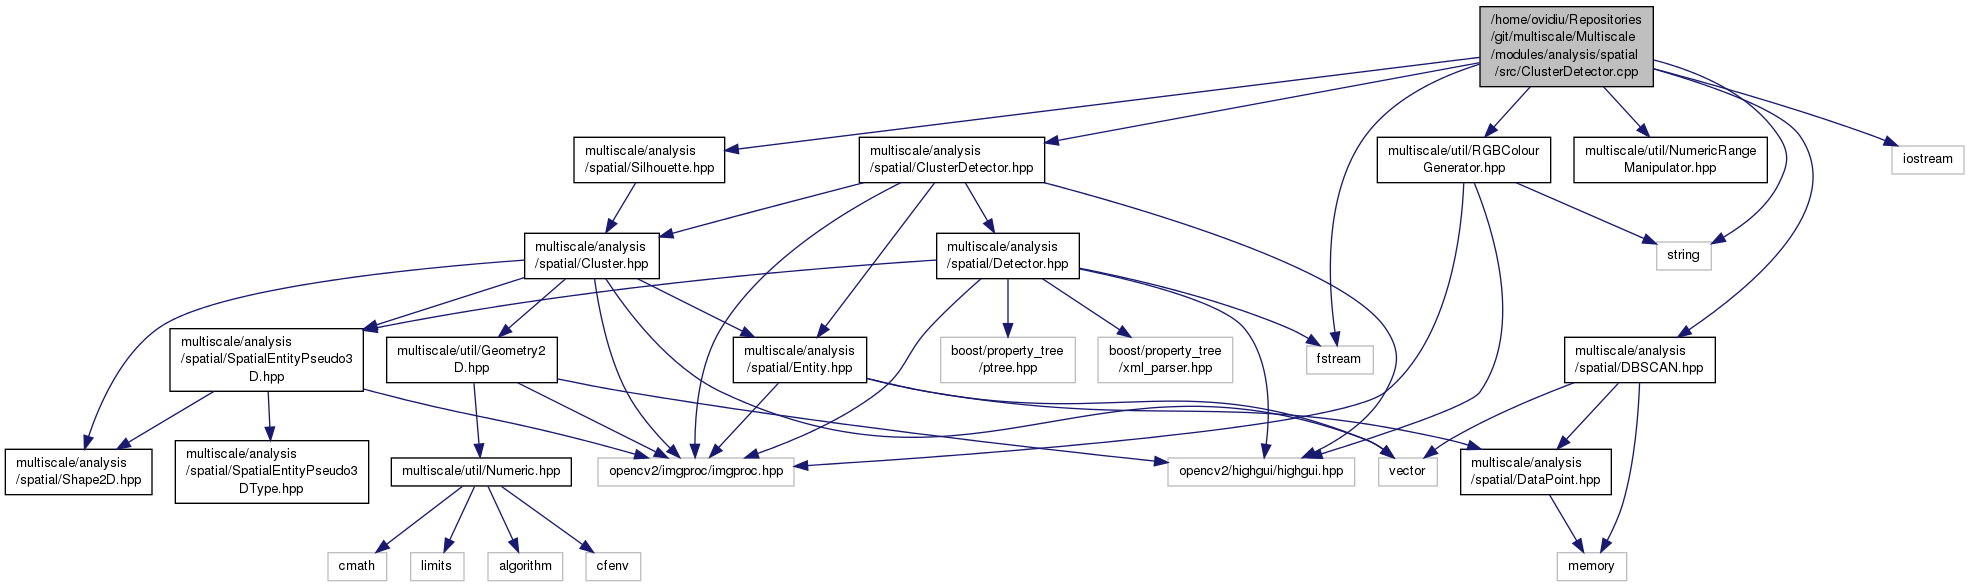 /home/ovidiu/Repositories
/git/multiscale/Multiscale
/modules/analysis/spatial
/src/ClusterDetector.cpp
multiscale/analysis
/spatial/Silhouette.hpp
multiscale/analysis
/spatial/ClusterDetector.hpp
multiscale/util/RGBColour
Generator.hpp
multiscale/util/NumericRange
Manipulator.hpp
iostream
multiscale/analysis
/spatial/Cluster.hpp
multiscale/analysis
/spatial/Detector.hpp
string
multiscale/analysis
/spatial/SpatialEntityPseudo3
D.hpp
multiscale/util/Geometry2
D.hpp
multiscale/analysis
/spatial/Entity.hpp
boost/property_tree
/ptree.hpp
boost/property_tree
/xml_parser.hpp
fstream
multiscale/analysis
/spatial/DBSCAN.hpp
multiscale/analysis
/spatial/Shape2D.hpp
multiscale/analysis
/spatial/SpatialEntityPseudo3
DType.hpp
multiscale/util/Numeric.hpp
opencv2/imgproc/imgproc.hpp
opencv2/highgui/highgui.hpp
vector
multiscale/analysis
/spatial/DataPoint.hpp
cmath
limits
algorithm
cfenv
memory